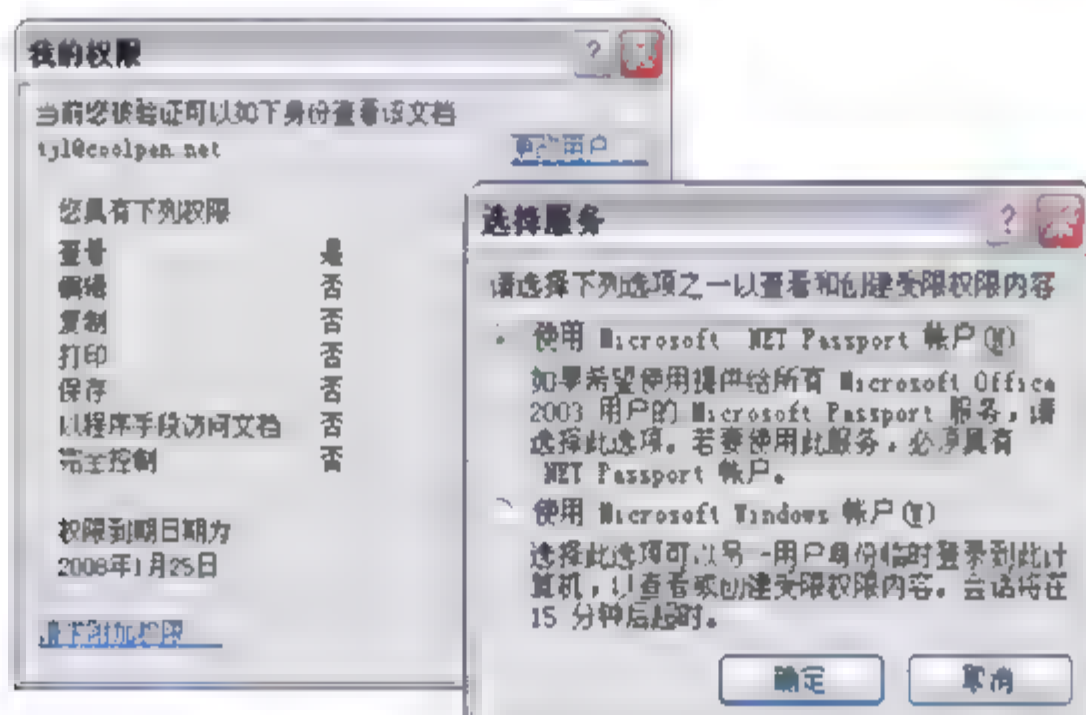 我的权限
当前您被验证可以如下身份查看该文档
tjl@coolpen.net
更改用户
您具有下列权限
查看 是
编辑 否
复制 否
打印 否
保存 否
以程序手段访问文档 否
完全控制 否
权限到期日期为
2008年1月25日
请求附加权限
选择服务
请选择下列选项之一以查看和创建受限权限内容
使用 Microsoft .NET Passport 帐户(N)
如果希望使用提供给所有 Microsoft Office
2003 用户的 Microsoft Passport 服务，请
选择此选项。若要使用此服务，必须具有
.NET Passport 帐户。
使用 Microsoft Windows 帐户(W)
选择此选项可以另一用户身份临时登录到此计
算机，以查看或创建受限权限内容。会话将在
15 分钟后超时。
确定
取消